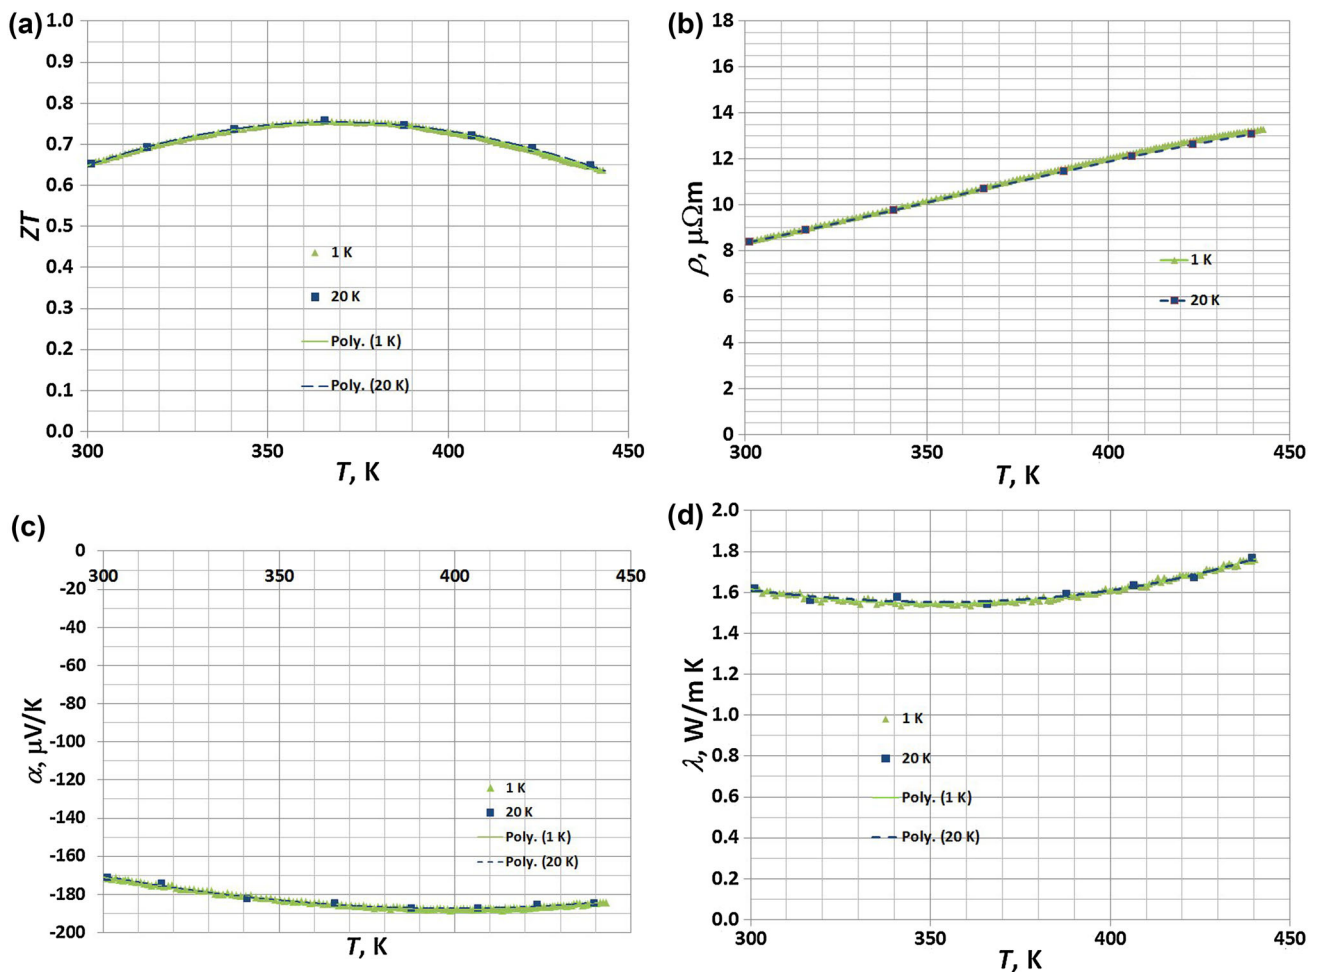 (a)
1.0
0.9
0.8
0.7
0.6
0.5
0.4
0.3
0.2
0.1
0.0
ZT
1 K
20 K
Poly. (1 K)
Poly. (20 K)
300 350 400 450
T, K
(b)
18
16
14
12
10
8
6
4
2
0
ρ, μΩm
1 K
20 K
300 350 400 450
T, K
(c)
0
300 350 400 450
-20
-40
-60
-80
-100
-120
-140
-160
-180
-200
α, μV/K
1 K
20 K
Poly. (1 K)
Poly. (20 K)
T, K
(d)
2.0
1.8
1.6
1.4
1.2
1.0
0.8
0.6
0.4
0.2
0.0
λ, W/m K
1 K
20 K
Poly. (1 K)
Poly. (20 K)
300 350 400 450
T, K